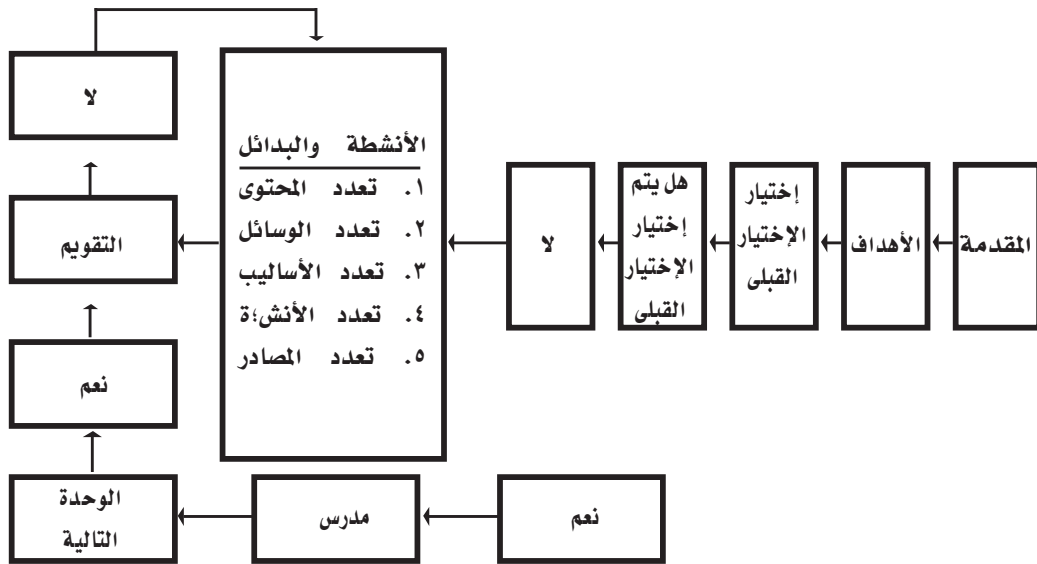 المقدمة
الأهداف
إختيار
الإختيار
القبلى
هل يتم
إختيار
الإختيار
القبلى
لا
الأنشطة والبدائل
١. تعدد المحتوى
٢. تعدد الوسائل
٣. تعدد الأساليب
٤. تعدد الأنش؛ة
٥. تعدد المصادر
لا
التقويم
نعم
الوحدة
التالية
مدرس
نعم